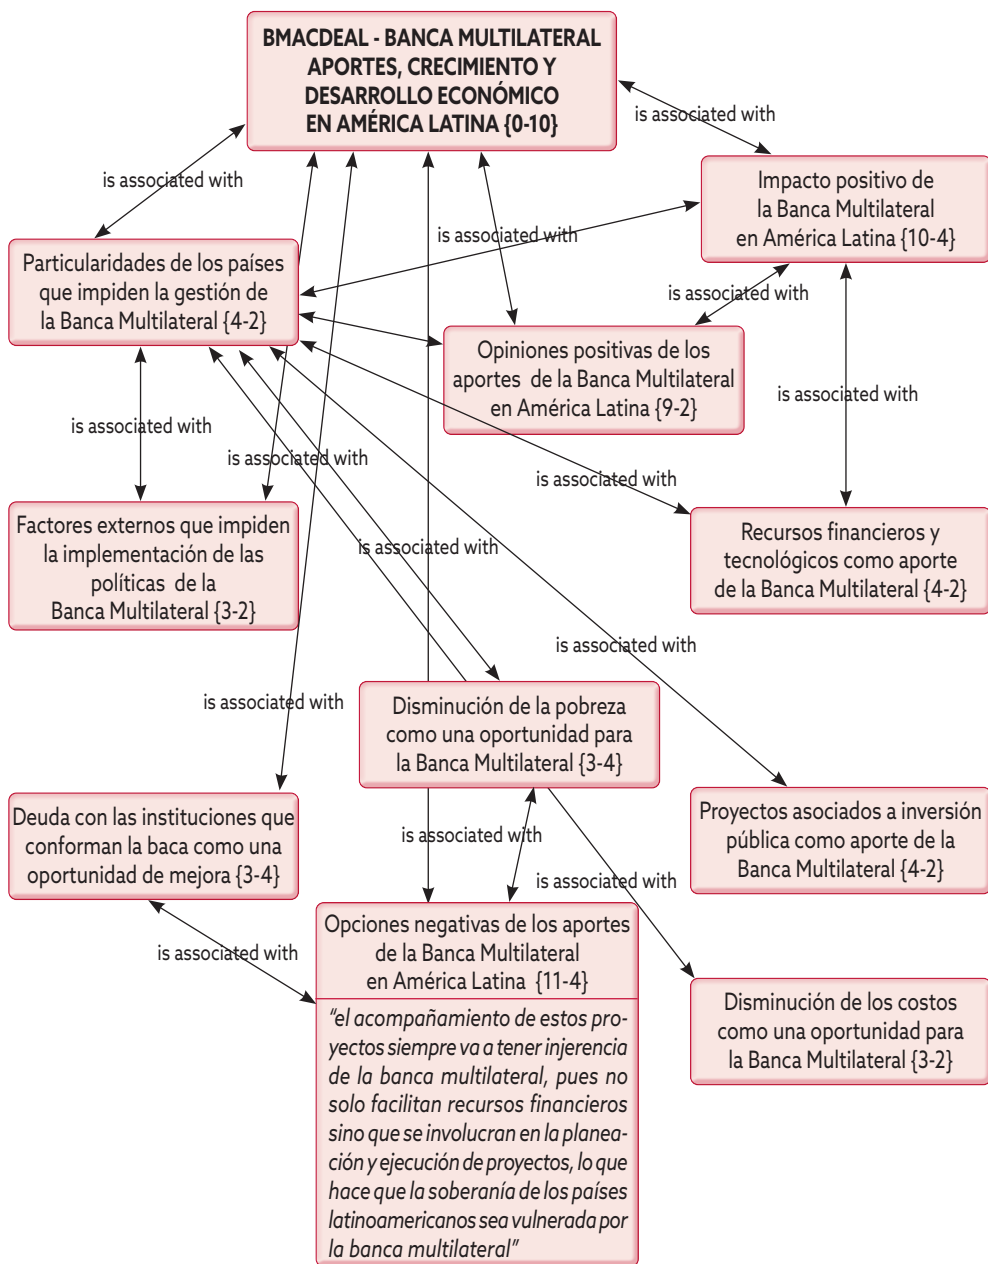 BMACDEAL - BANCA MULTILATERAL
APORTES, CRECIMIENTO Y
DESARROLLO ECONÓMICO
EN AMÉRICA LATINA {0-10}
is associated with
is associated with
Impacto positivo de
la Banca Multilateral
en América Latina {10-4}
is associated with
Particularidades de los países
que impiden la gestión de
la Banca Multilateral {4-2}
is associated with
Opiniones positivas de los
aportes de la Banca Multilateral
en América Latina {9-2}
is associated with
is associated with
is associated with
is associated with
Factores externos que impiden
la implementación de las
políticas de la
Banca Multilateral {3-2}
Recursos financieros y
tecnológicos como aporte
de la Banca Multilateral {4-2}
is associated with
is associated with
is associated with
Disminución de la pobreza
como una oportunidad para
la Banca Multilateral {3-4}
Deuda con las instituciones que
conforman la baca como una
oportunidad de mejora {3-4}
Proyectos asociados a inversión
pública como aporte de la
Banca Multilateral {4-2}
is associated with
is associated with
is associated with
Opciones negativas de los aportes
de la Banca Multilateral
en América Latina {11-4}
"el acompañamiento de estos pro-
yectos siempre va a tener injerencia
de la banca multilateral, pues no
solo facilitan recursos financieros
sino que se involucran en la planea-
ción y ejecución de proyectos, lo que
hace que la soberanía de los países
latinoamericanos sea vulnerada por
la banca multilateral"
Disminución de los costos
como una oportunidad para
la Banca Multilateral {3-2}